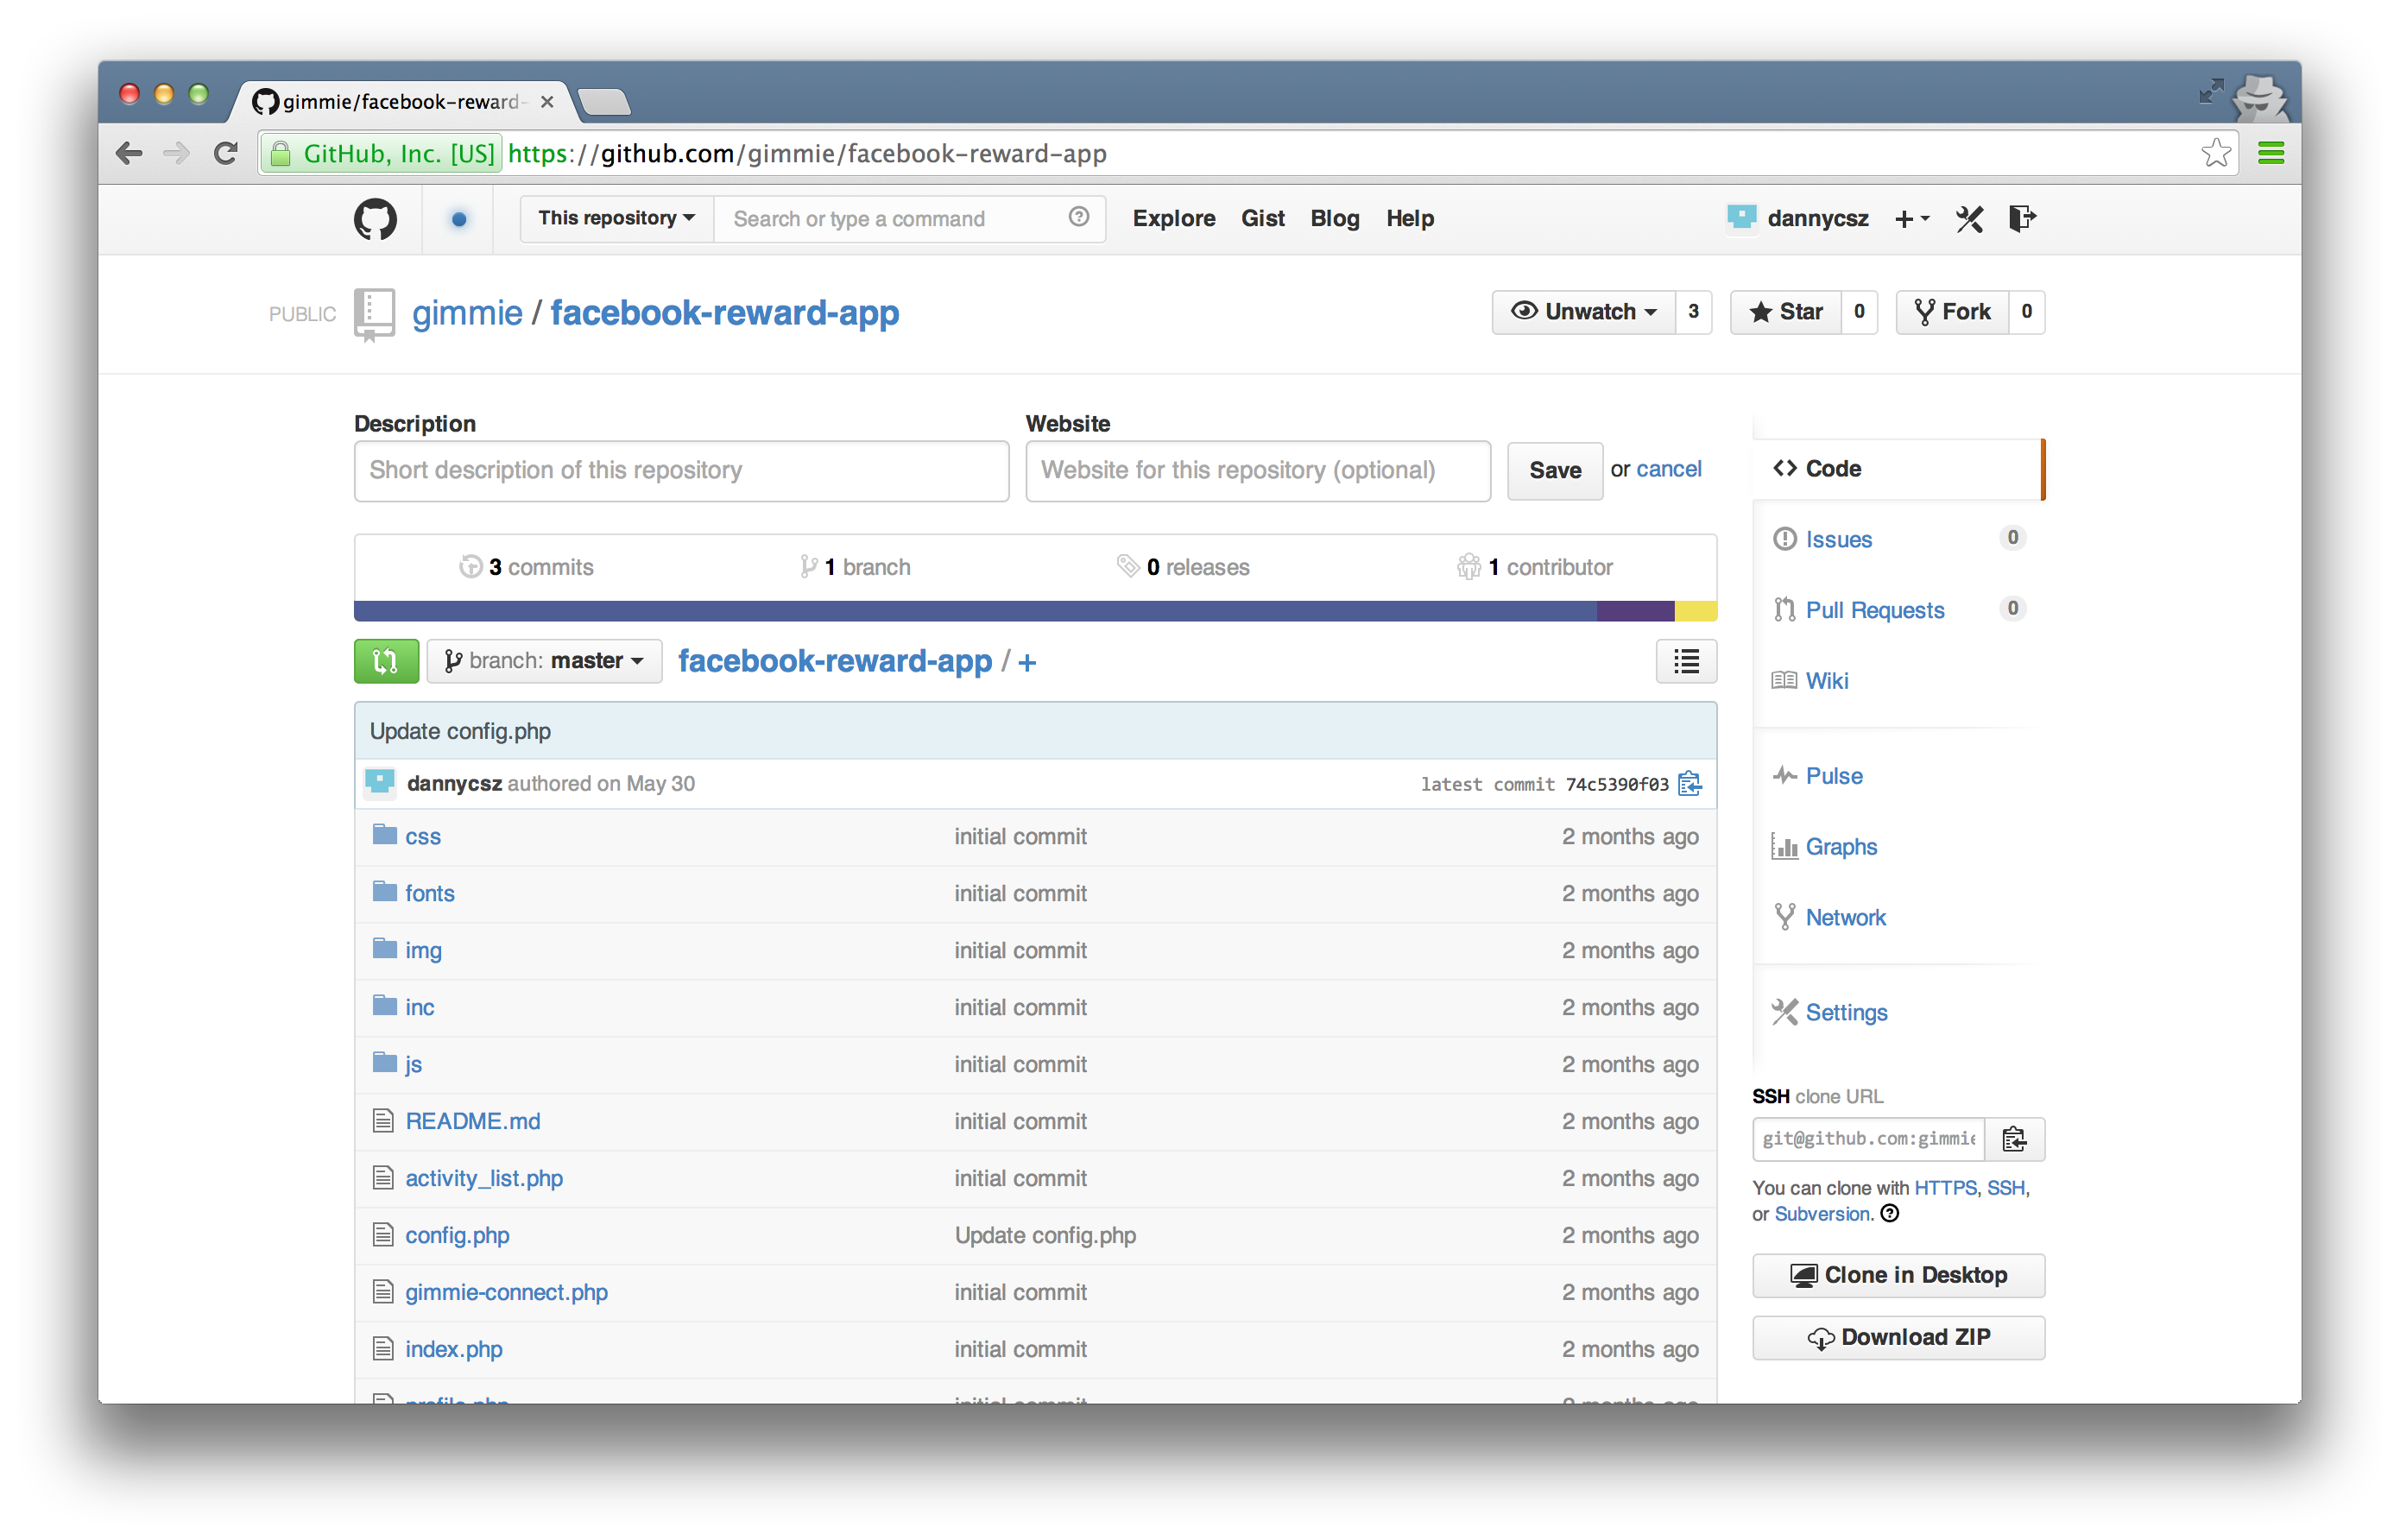 gimmie/facebook-reward-
GitHub, Inc. [US] https://github.com/gimmie/facebook-reward-app
This repository Search or type a command Explore Gist Blog Help dannycsz
PUBLIC gimmie / facebook-reward-app Unwatch 3 Star 0 Fork 0
Description Website
Short description of this repository Website for this repository (optional) Save or cancel
Code
3 commits 1 branch 0 releases 1 contributor
Issues 0
Pull Requests 0
branch: master facebook-reward-app / +
Wiki
Update config.php
dannycsz authored on May 30 latest commit 74c5390f03
Pulse
css initial commit 2 months ago
Graphs
fonts initial commit 2 months ago
Network
img initial commit 2 months ago
inc initial commit 2 months ago
Settings
js initial commit 2 months ago
SSH clone URL
README.md initial commit 2 months ago
git@github.com:gimmie
activity_list.php initial commit 2 months ago
You can clone with HTTPS, SSH,
or Subversion.
config.php Update config.php 2 months ago
Clone in Desktop
gimmie-connect.php initial commit 2 months ago
Download ZIP
index.php initial commit 2 months ago
profile.php initial commit 2 months ago